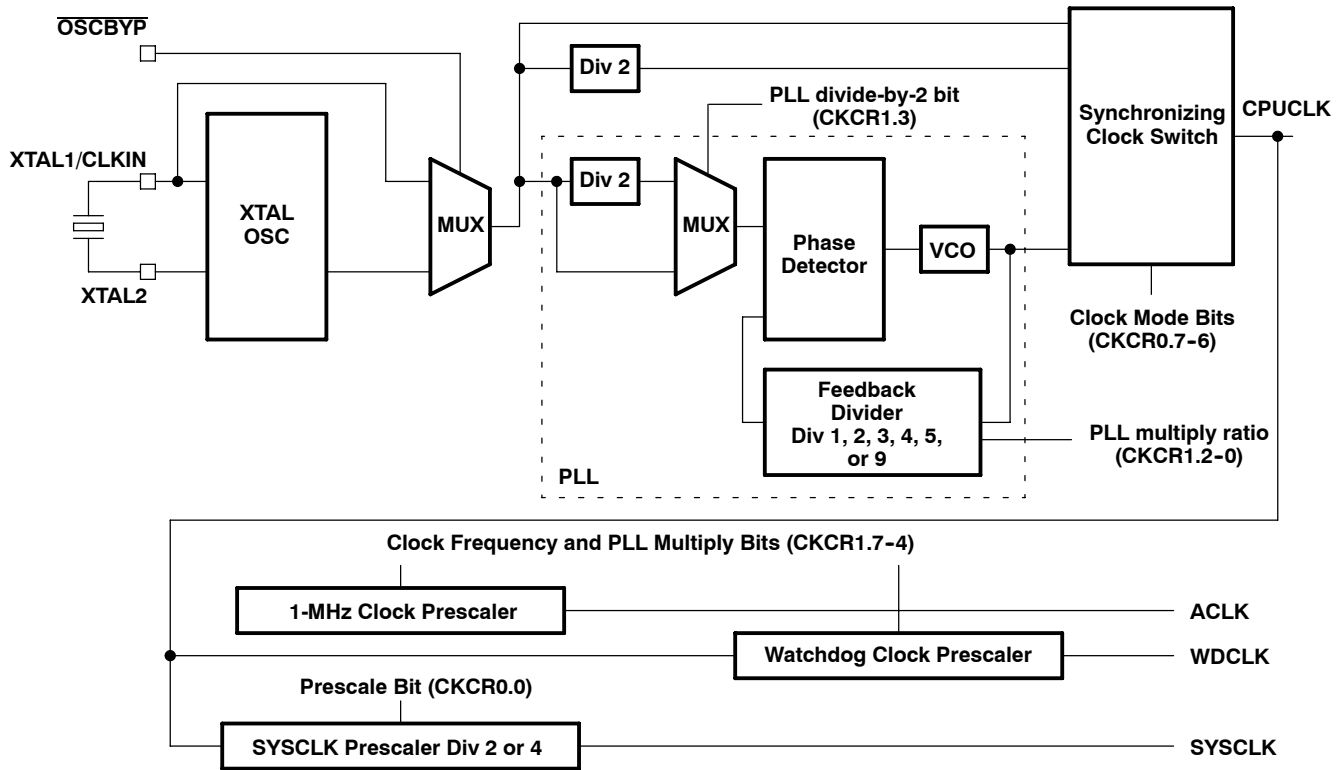 OSCBYP
XTAL1/CLKIN
XTAL2
XTAL
OSC
MUX
Div 2
PLL divide-by-2 bit
(CKCR1.3)
Div 2
MUX
Phase
Detector
VCO
Feedback
Divider
Div 1, 2, 3, 4, 5,
or 9
PLL
Synchronizing
Clock Switch
CPUCLK
Clock Mode Bits
(CKCR0.7-6)
PLL multiply ratio
(CKCR1.2-0)
Clock Frequency and PLL Multiply Bits (CKCR1.7-4)
1-MHz Clock Prescaler
ACLK
Watchdog Clock Prescaler
WDCLK
Prescale Bit (CKCR0.0)
SYSCLK Prescaler Div 2 or 4
SYSCLK